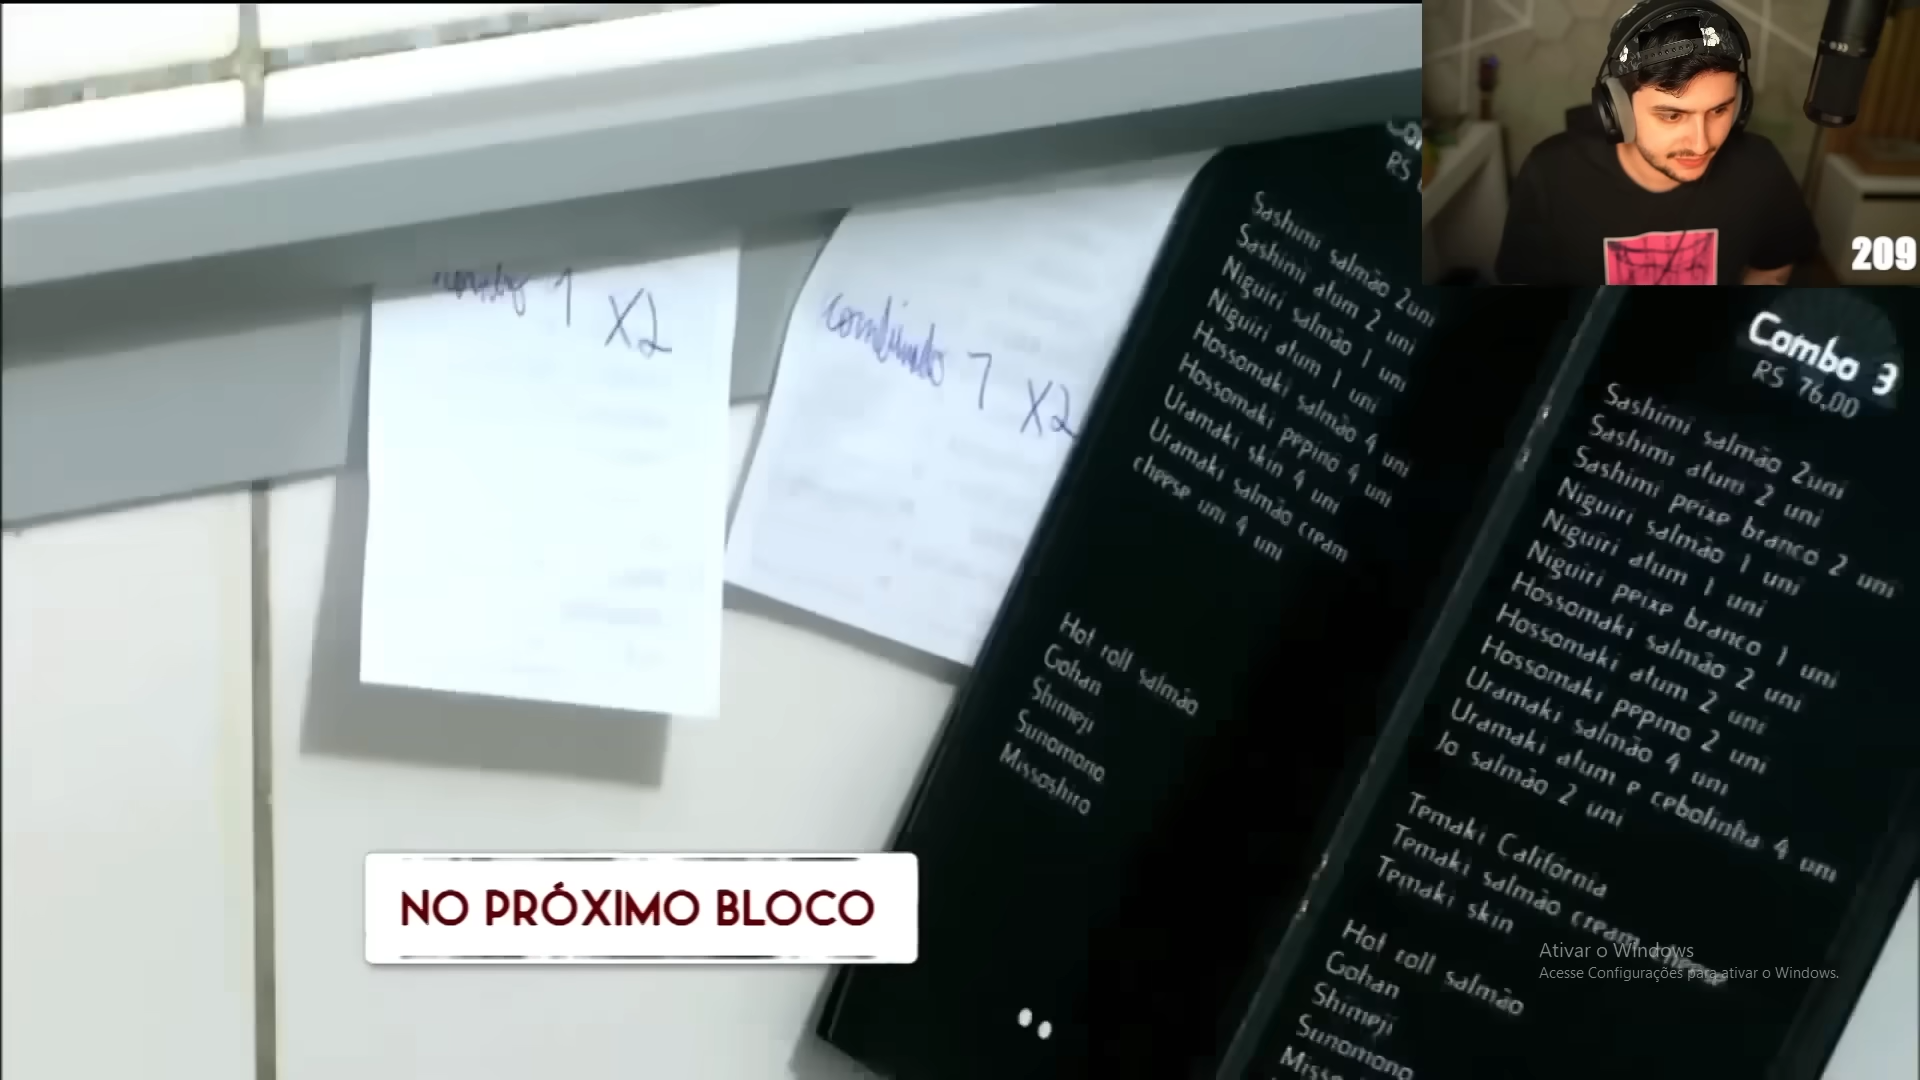 1 X2
combinado 7 X2
RS
Sashimi salmão 2uni
Sashimi atum 2 uni
Niguiri salmão 1 uni
Niguiri atum 1 uni
Hossomaki salmão 4 uni
Hossomaki pepino 4 uni
Uramaki skin 4 uni
Uramaki salmão cream
cheese uni 4 uni
Hot roll salmão
Gohan
Shimeji
Sunomono
Missoshiro
Combo 3
RS 76,00
Sashimi salmão 2uni
Sashimi atum 2 uni
Sashimi peixe branco 2 uni
Niguiri salmão 1 uni
Niguiri atum 1 uni
Niguiri peixe branco 1 uni
Hossomaki salmão 2 uni
Hossomaki atum 2 uni
Hossomaki pepino 2 uni
Uramaki salmão 4 uni
Uramaki atum e cebolinha 4 uni
Jo salmão 2 uni
Temaki Califórnia
Temaki salmão cream cheese
Temaki skin
Hot roll salmão
Gohan
Shimeji
Sunomono
209
NO PRÓXIMO BLOCO
Ativar o Windows
Acesse Configurações para ativar o Windows.